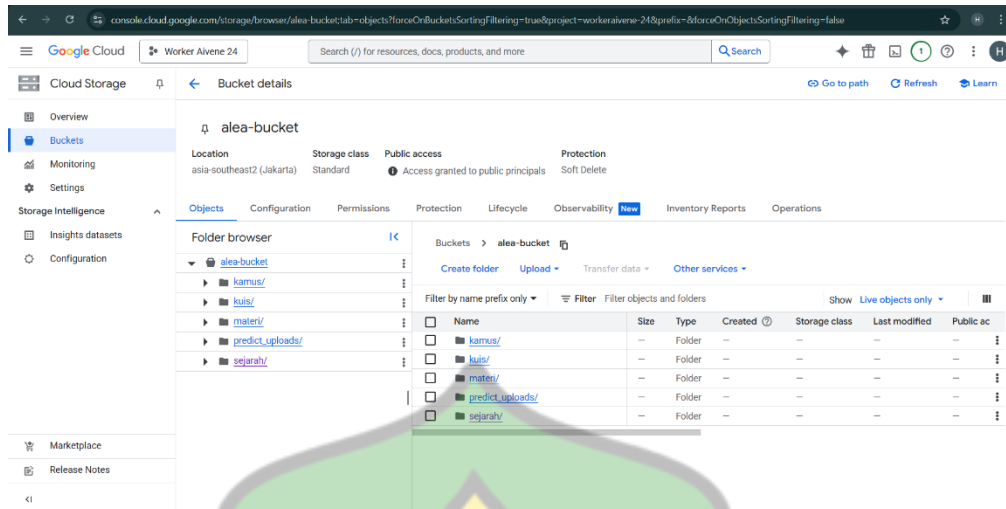 console.cloud.google.com/storage/browser/alea-bucket;tab=objects?forceOnBucketsSortingFiltering=true&project=workeraivene-24&prefix=&forceOnObjectsSortingFiltering=false
H
Google Cloud
Worker Aivene 24
Search (/) for resources, docs, products, and more
Search
1
H
Cloud Storage
Bucket details
Go to path
Refresh
Learn
Overview
Buckets
Monitoring
Settings
Storage Intelligence
Insights datasets
Configuration
Marketplace
Release Notes
alea-bucket
Location Storage class Public access Protection
asia-southeast2 (Jakarta) Standard Access granted to public principals Soft Delete
Objects Configuration Permissions Protection Lifecycle Observability New Inventory Reports Operations
Folder browser
alea-bucket
kamus/
kuis/
materi/
predict_uploads/
sejarah/
Buckets > alea-bucket
Create folder Upload Transfer data Other services
Filter by name prefix only Filter Filter objects and folders Show Live objects only
Name Size Type Created Storage class Last modified Public ac
kamus/ — Folder — — — —
kuis/ — Folder — — — —
materi/ — Folder — — — —
predict_uploads/ — Folder — — — —
sejarah/ — Folder — — — —